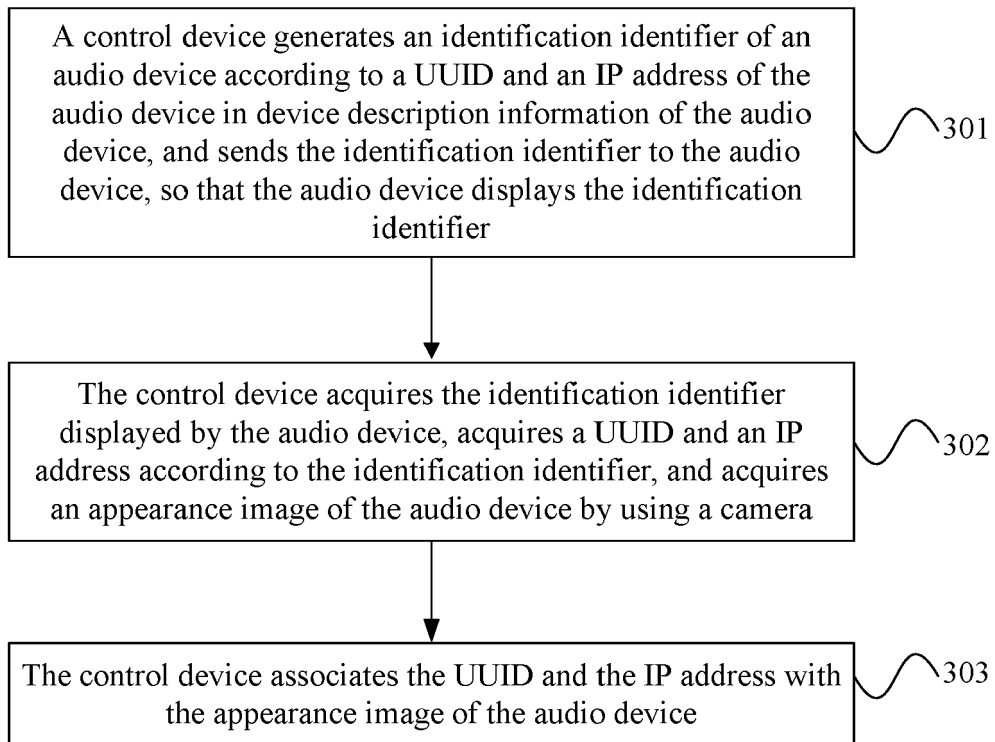 A control device generates an identification identifier of an
audio device according to a UUID and an IP address of the
audio device in device description information of the audio
device, and sends the identification identifier to the audio
device, so that the audio device displays the identification
identifier
301
The control device acquires the identification identifier
displayed by the audio device, acquires a UUID and an IP
address according to the identification identifier, and acquires
an appearance image of the audio device by using a camera
302
The control device associates the UUID and the IP address with
the appearance image of the audio device
303